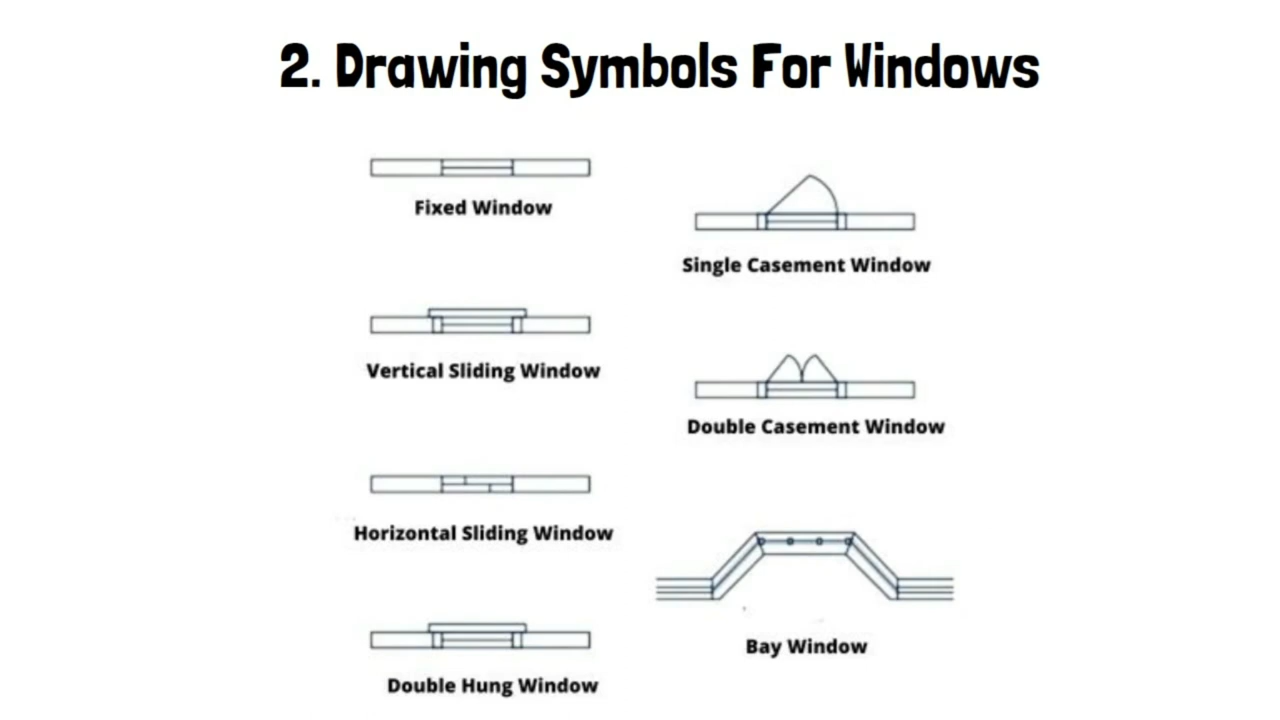 2. Drawing Symbols For Windows
Fixed Window
Single Casement Window
Vertical Sliding Window
Double Casement Window
Horizontal Sliding Window
Bay Window
Double Hung Window